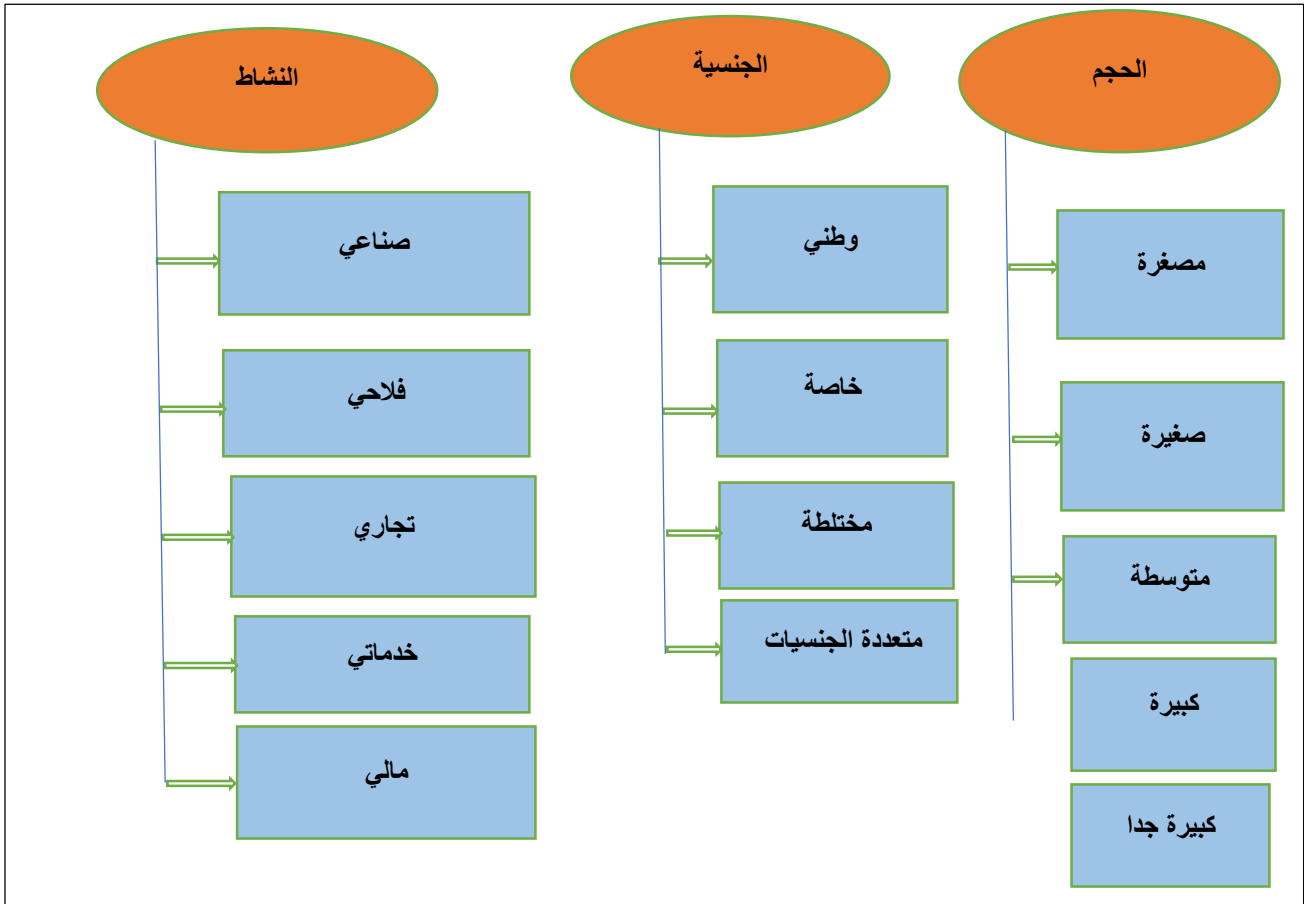 الحجم
مصغرة
صغيرة
متوسطة
كبيرة
كبيرة جدا
الجنسية
وطني
خاصة
مختلطة
متعددة الجنسيات
النشاط
صناعي
فلاحي
تجاري
خدماتي
مالي